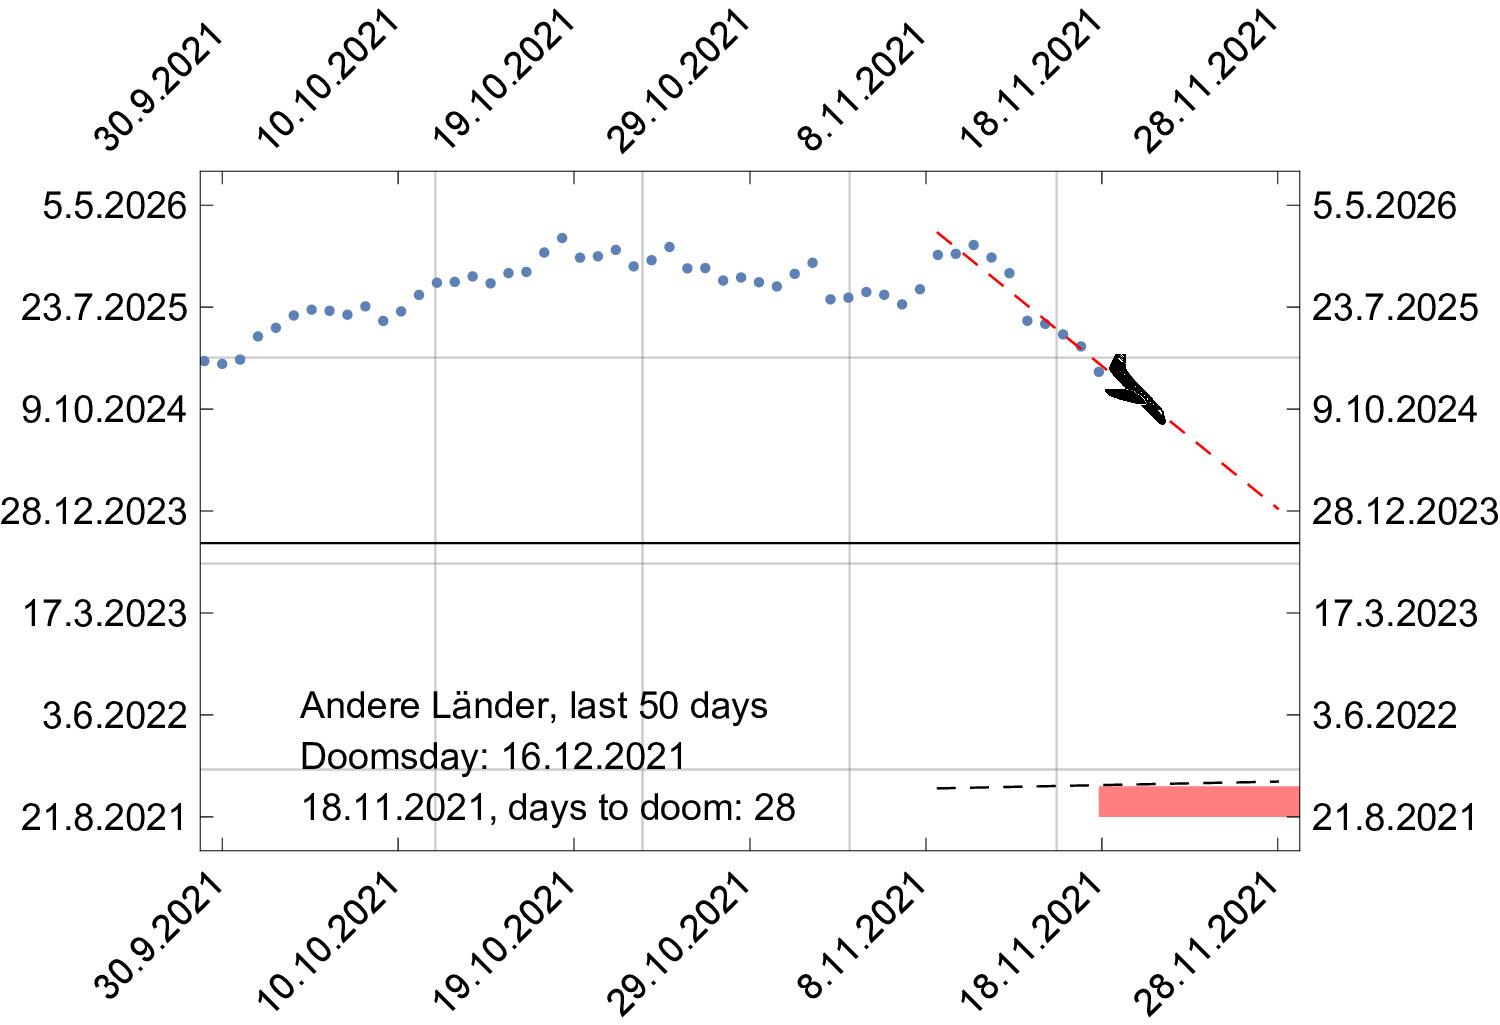 30.9.2021 10.10.2021 19.10.2021 29.10.2021 8.11.2021 18.11.2021 28.11.2021
5.5.2026 5.5.2026
23.7.2025 23.7.2025
9.10.2024 9.10.2024
28.12.2023 28.12.2023
17.3.2023 17.3.2023
3.6.2022 3.6.2022
21.8.2021 21.8.2021
Andere Länder, last 50 days
Doomsday: 16.12.2021
18.11.2021, days to doom: 28
30.9.2021 10.10.2021 19.10.2021 29.10.2021 8.11.2021 18.11.2021 28.11.2021